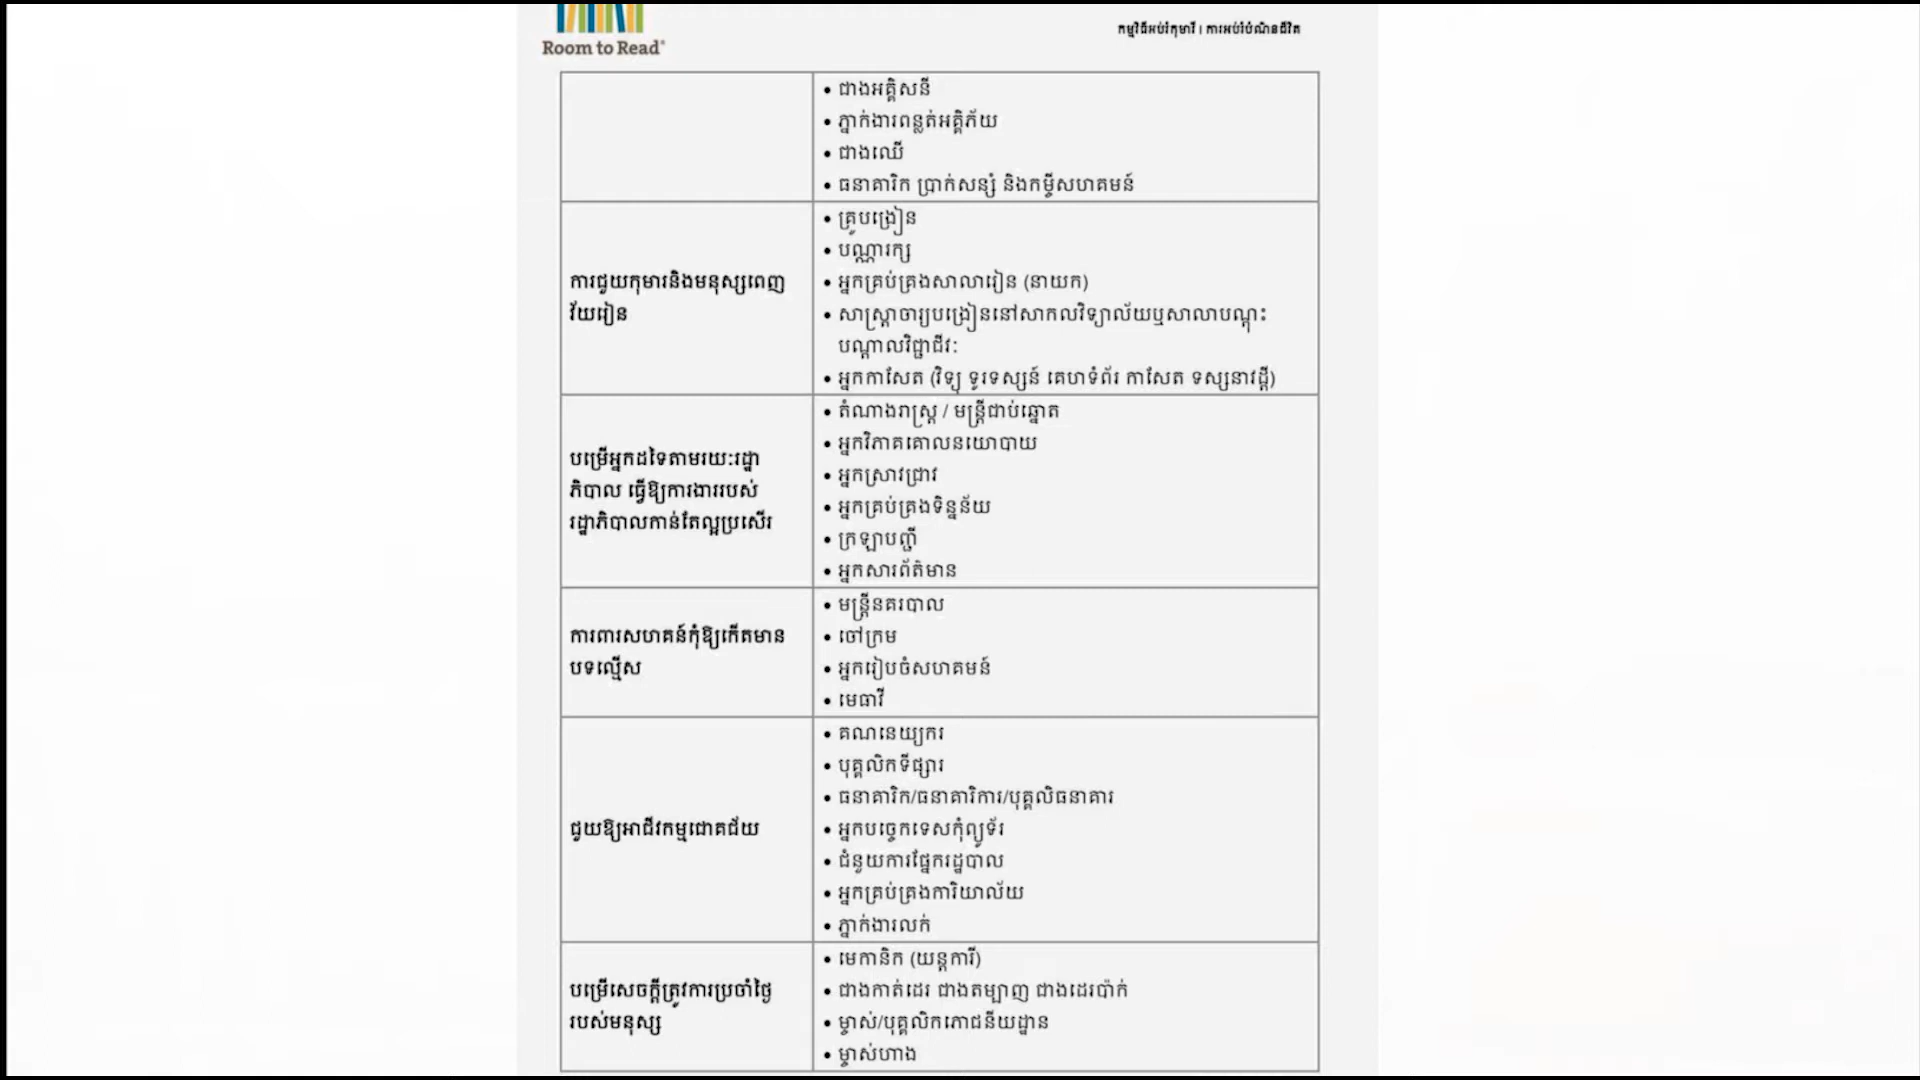 Room to Read®
កម្មវិធីអប់រំកុមារី | ការអប់រំបំណិនជីវិត
• ជាងអគ្គិសនី
• ភ្នាក់ងារពន្លត់អគ្គិភ័យ
• ជាងឈើ
• ធនាគារិក ប្រាក់សន្សំ និងកម្ចីសហគមន៍
ការជួយកុមារនិងមនុស្សពេញ
វ័យរៀន
• គ្រូបង្រៀន
• បណ្ណារក្ស
• អ្នកគ្រប់គ្រងសាលារៀន (នាយក)
• សាស្ត្រាចារ្យបង្រៀននៅសាកលវិទ្យាល័យឬសាលាបណ្តុះ
បណ្តាលវិជ្ជាជីវៈ
• អ្នកកាសែត (វិទ្យុ ទូរទស្សន៍ គេហទំព័រ កាសែត ទស្សនាវដ្តី)
បម្រើអ្នកដទៃតាមរយៈរដ្ឋា
ភិបាល ធ្វើឱ្យការងាររបស់
រដ្ឋាភិបាលកាន់តែល្អប្រសើរ
• តំណាងរាស្ត្រ / មន្ត្រីជាប់ឆ្នោត
• អ្នកវិភាគគោលនយោបាយ
• អ្នកស្រាវជ្រាវ
• អ្នកគ្រប់គ្រងទិន្នន័យ
• ក្រឡាបញ្ជី
• អ្នកសារព័ត៌មាន
ការពារសហគន៍កុំឱ្យកើតមាន
បទល្មើស
• មន្ត្រីនគរបាល
• ចៅក្រម
• អ្នករៀបចំសហគមន៍
• មេធាវី
ជួយឱ្យអាជីវកម្មជោគជ័យ
• គណនេយ្យករ
• បុគ្គលិកទីផ្សារ
• ធនាគារិក/ធនាគារិការ/បុគ្គលិធនាគារ
• អ្នកបច្ចេកទេសកុំព្យូទ័រ
• ជំនួយការផ្នែករដ្ឋបាល
• អ្នកគ្រប់គ្រងការិយាល័យ
• ភ្នាក់ងារលក់
បម្រើសេចក្តីត្រូវការប្រចាំថ្ងៃ
របស់មនុស្ស
• មេកានិក (យន្តការី)
• ជាងកាត់ដេរ ជាងតម្បាញ ជាងដេរប៉ាក់
• ម្ចាស់/បុគ្គលិកភោជនីយដ្ឋាន
• ម្ចាស់ហាង